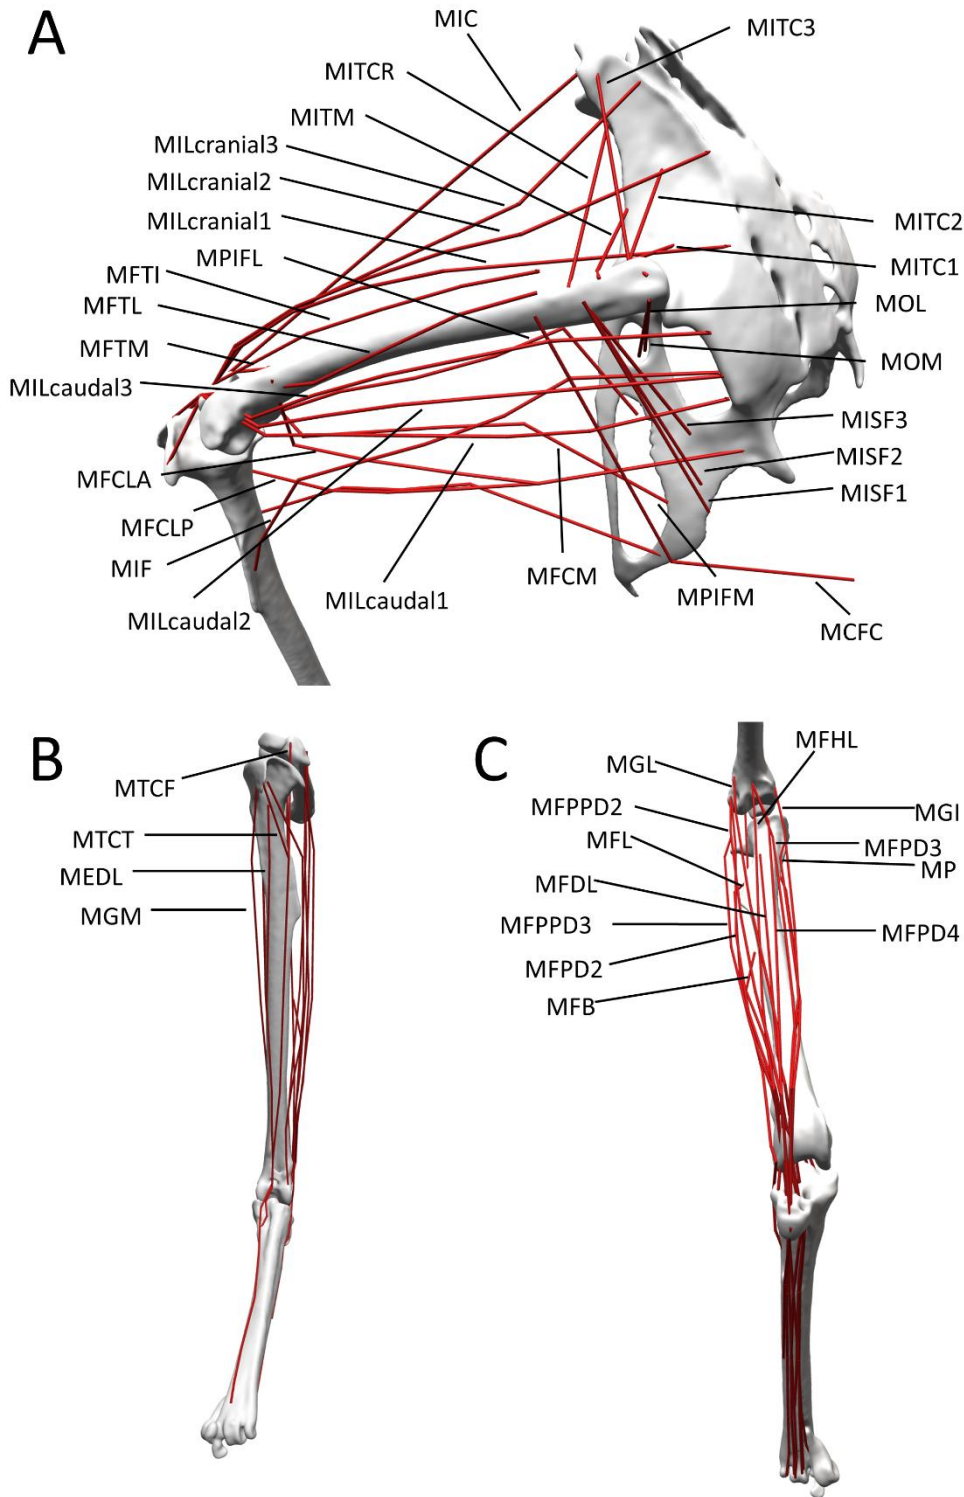 A
MIC
MITC3
MITCR
MITM
MILcranial3
MILcranial2
MILcranial1
MPIFL
MFTI
MFTL
MFTM
MILcaudal3
MITC2
MITC1
MOL
MOM
MISF3
MISF2
MISF1
MFCLA
MFCLP
MIF
MILcaudal2
MILcaudal1
MFCM
MPIFM
MCFC
B
MTCF
MTCT
MEDL
MGM
C
MFHL
MGL
MFPPD2
MFL
MFDL
MFPPD3
MFPD2
MFB
MGI
MFPD3
MP
MFPD4